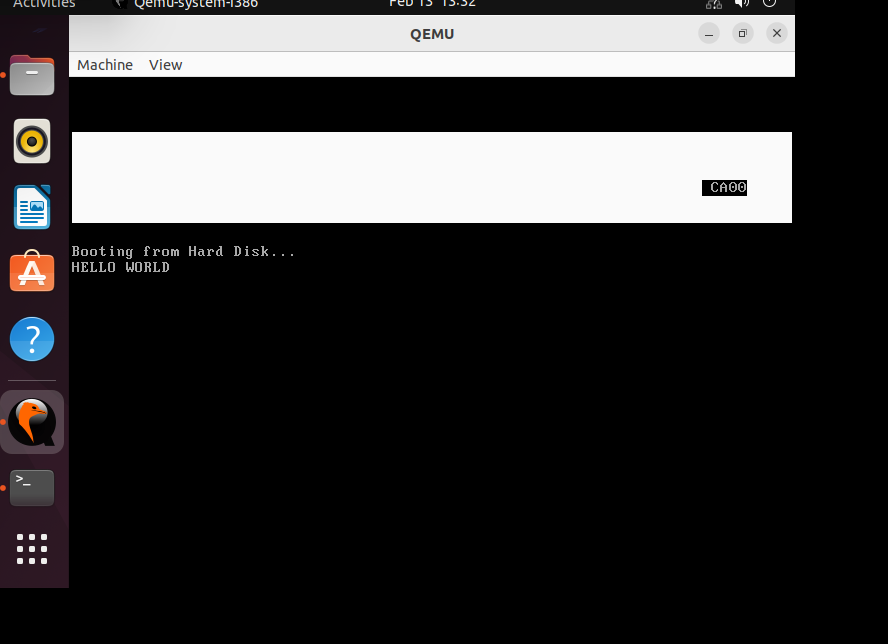 Activities Qemu-system-i386 Feb 13 13:32
QEMU
Machine View
CA00
Booting from Hard Disk...
HELLO WORLD